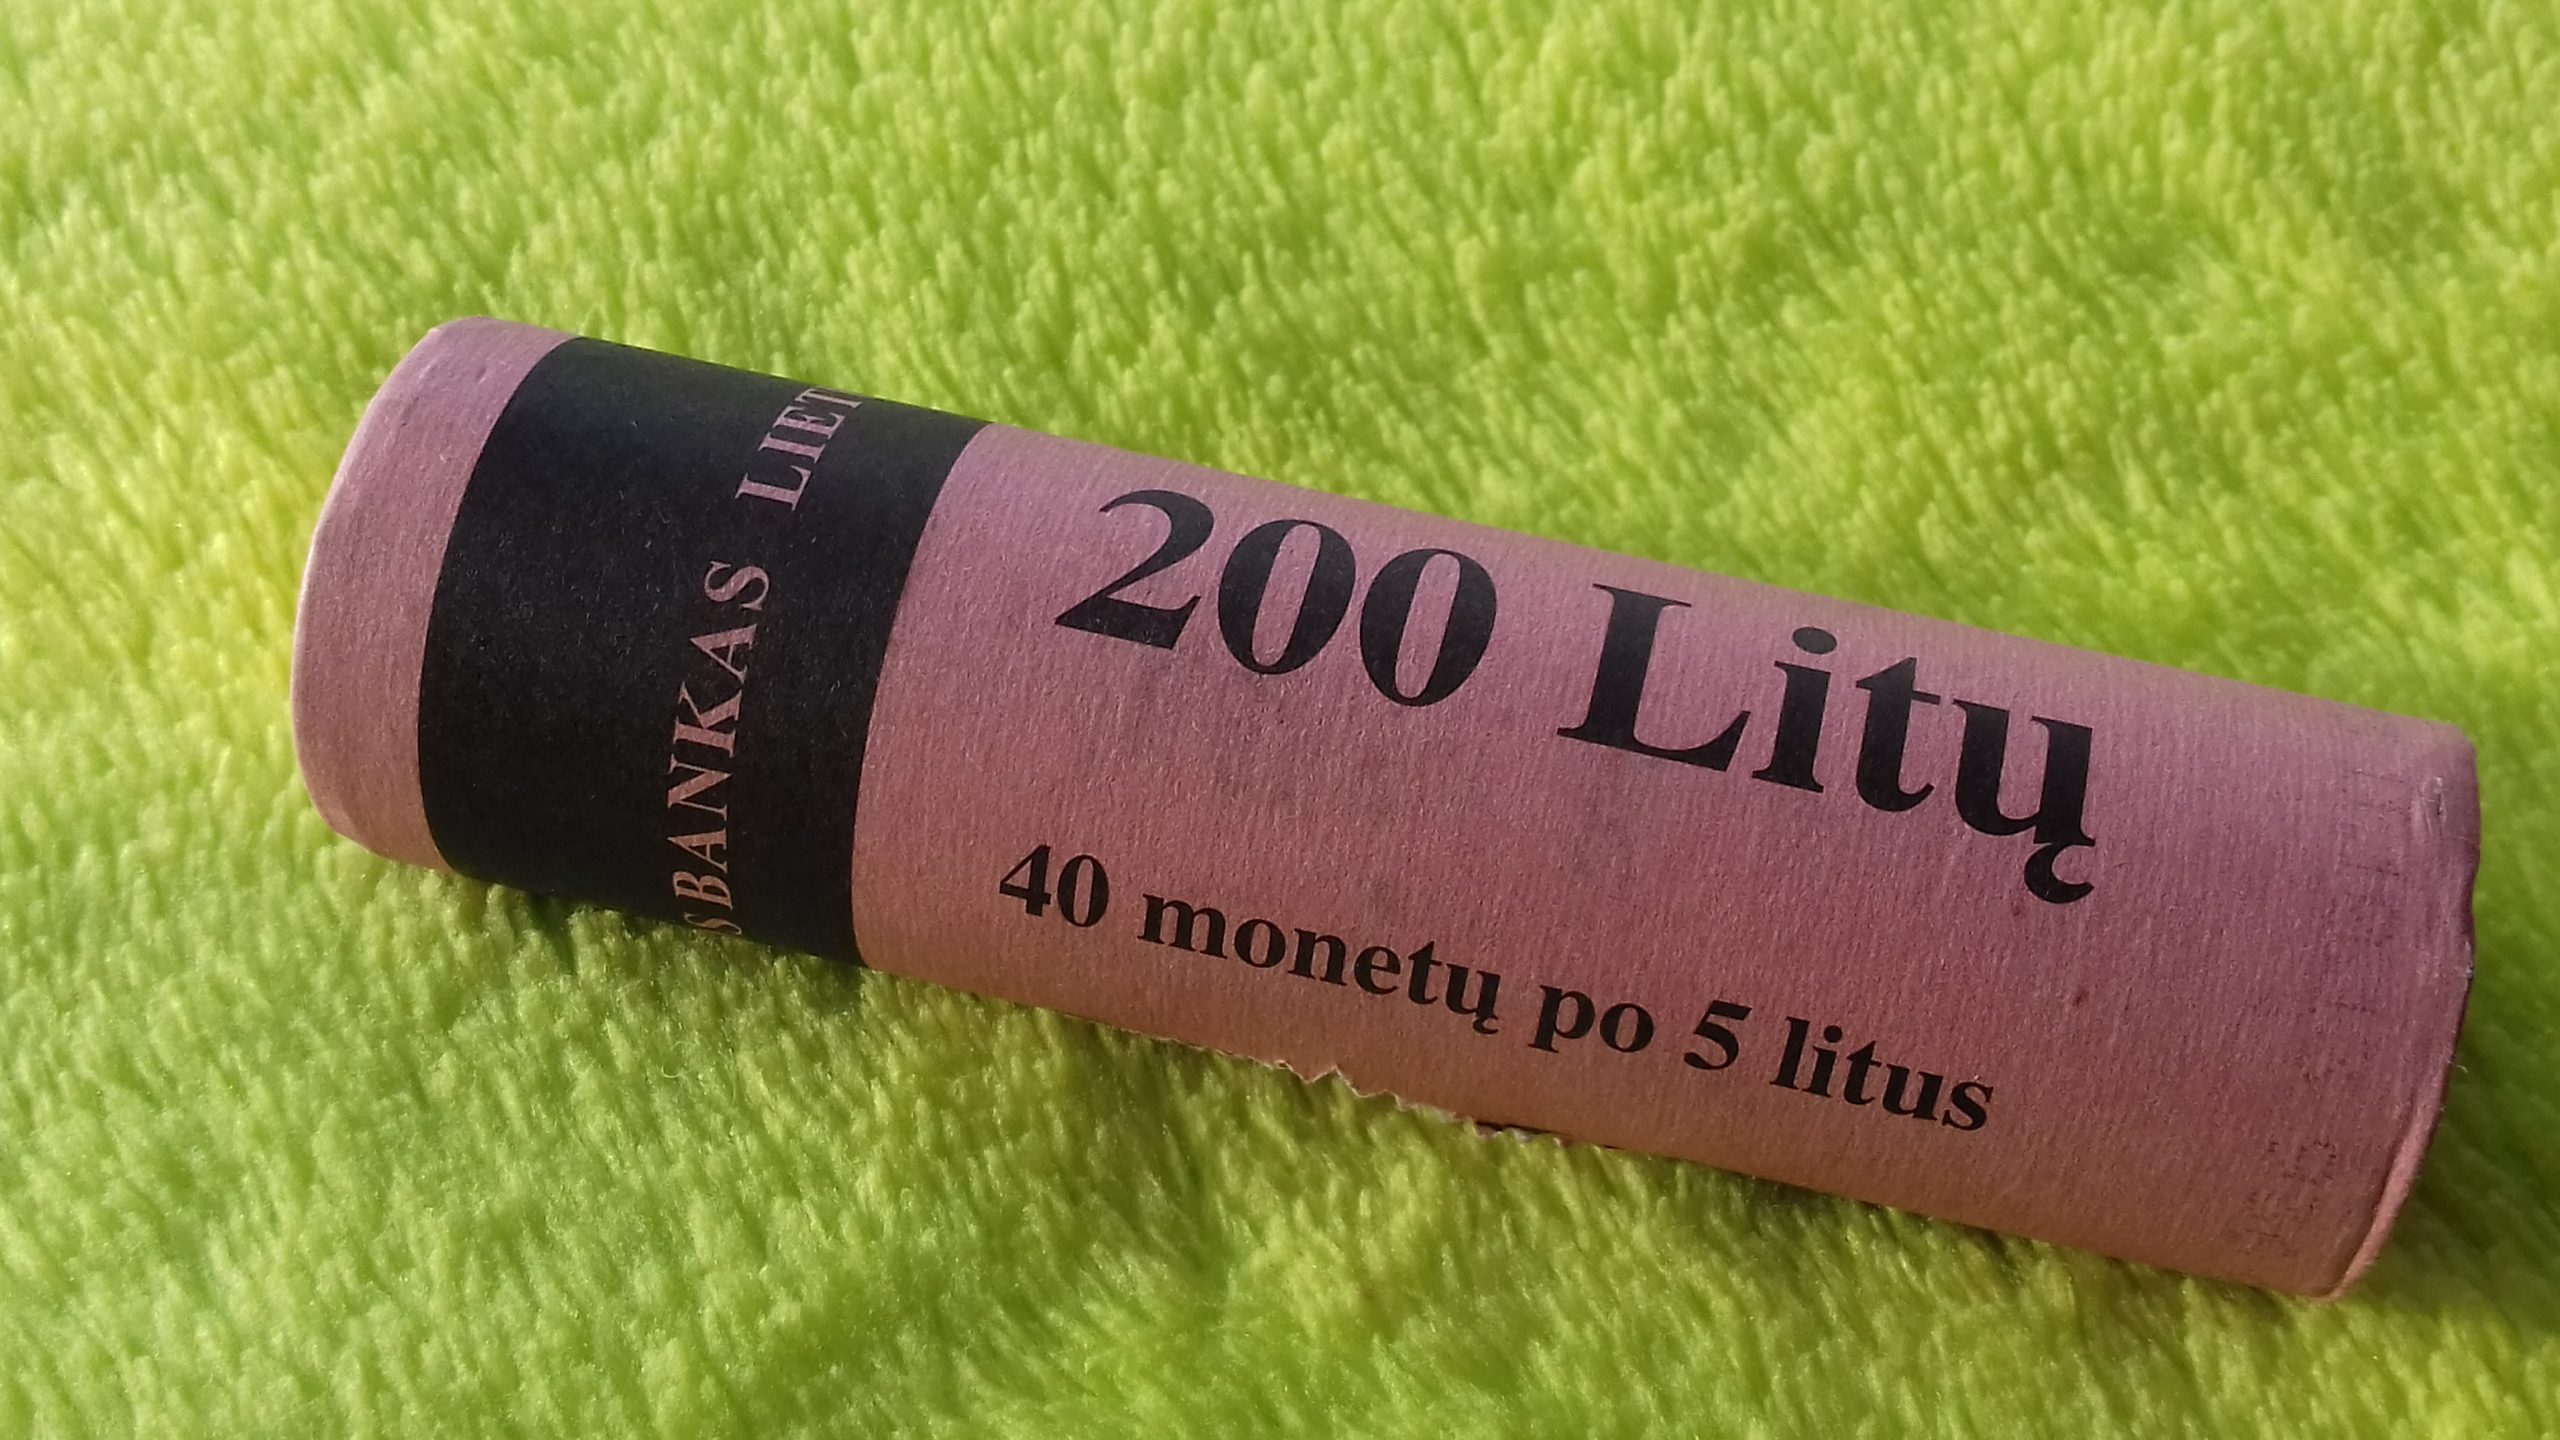 BANKAS LIET
200 Litų
40 monetų po 5 litus